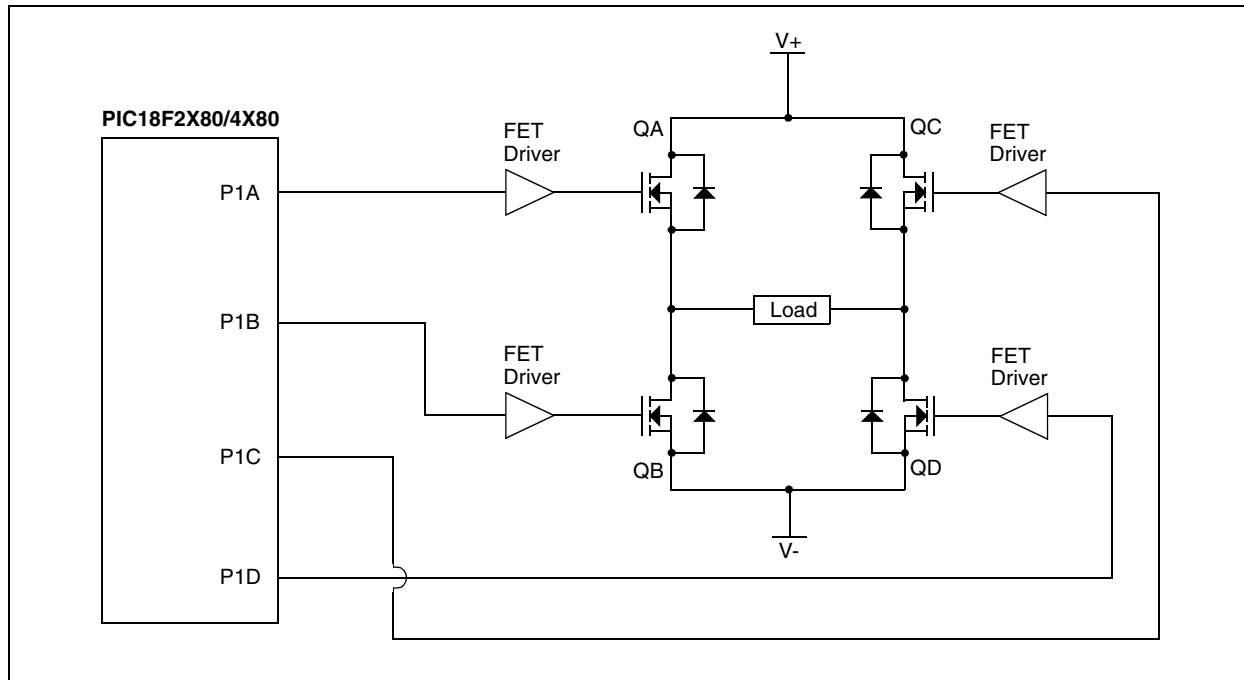 V+
PIC18F2X80/4X80
FET
Driver
QA
QC
FET
Driver
P1A
Load
P1B
FET
Driver
FET
Driver
P1C
QB
QD
V-
P1D